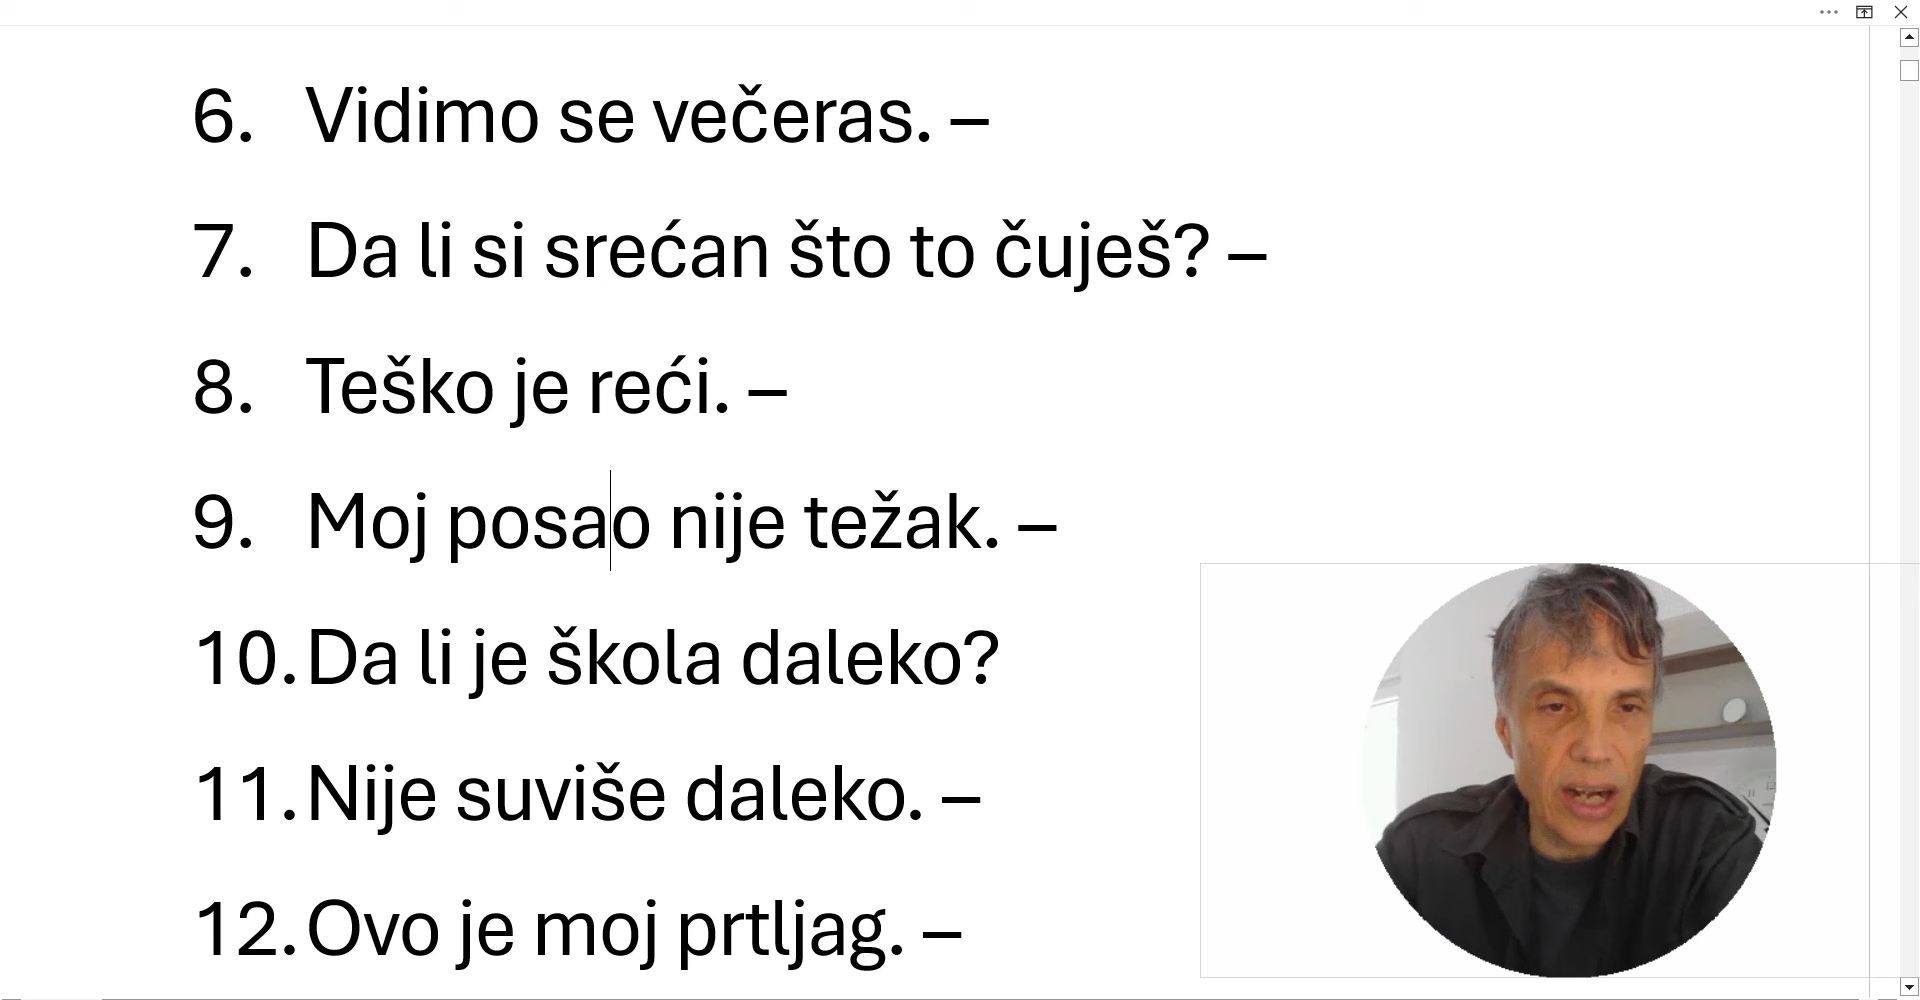 6. Vidimo se večeras. –
7. Da li si srećan što to čuješ? –
8. Teško je reći. –
9. Moj posao nije težak. –
10. Da li je škola daleko?
11. Nije suviše daleko. –
12. Ovo je moj prtljag. –